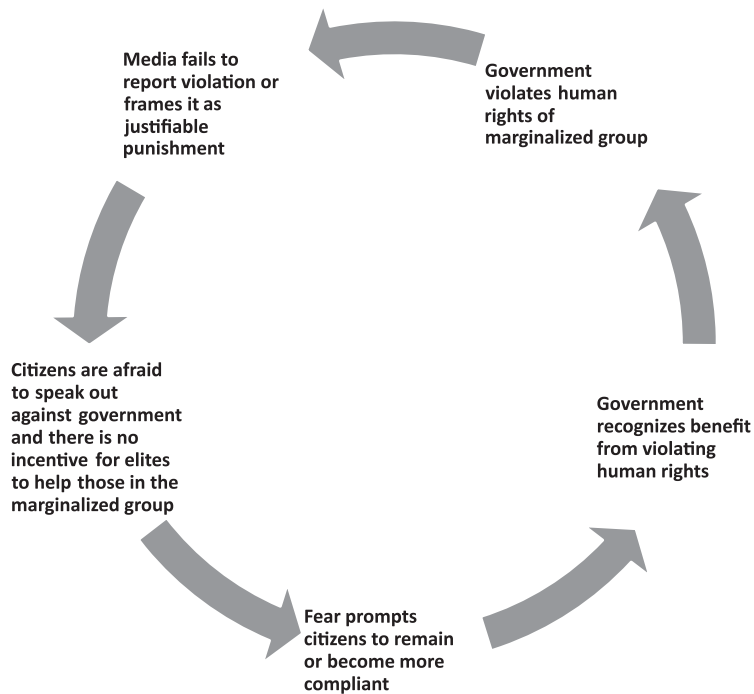 Media fails to
report violation or
frames it as
justifiable
punishment
Government
violates human
rights of
marginalized group
Citizens are afraid
to speak out
against government
and there is no
incentive for elites
to help those in the
marginalized group
Government
recognizes benefit
from violating
human rights
Fear prompts
citizens to remain
or become more
compliant